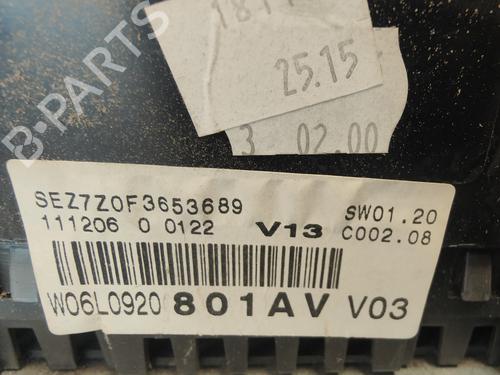 25.15
3 02.00
B-PARTS
SEZ7Z0F3653689 SW01.20
111206 0 0122 V13 C002.08
W06L0920 801AV V03